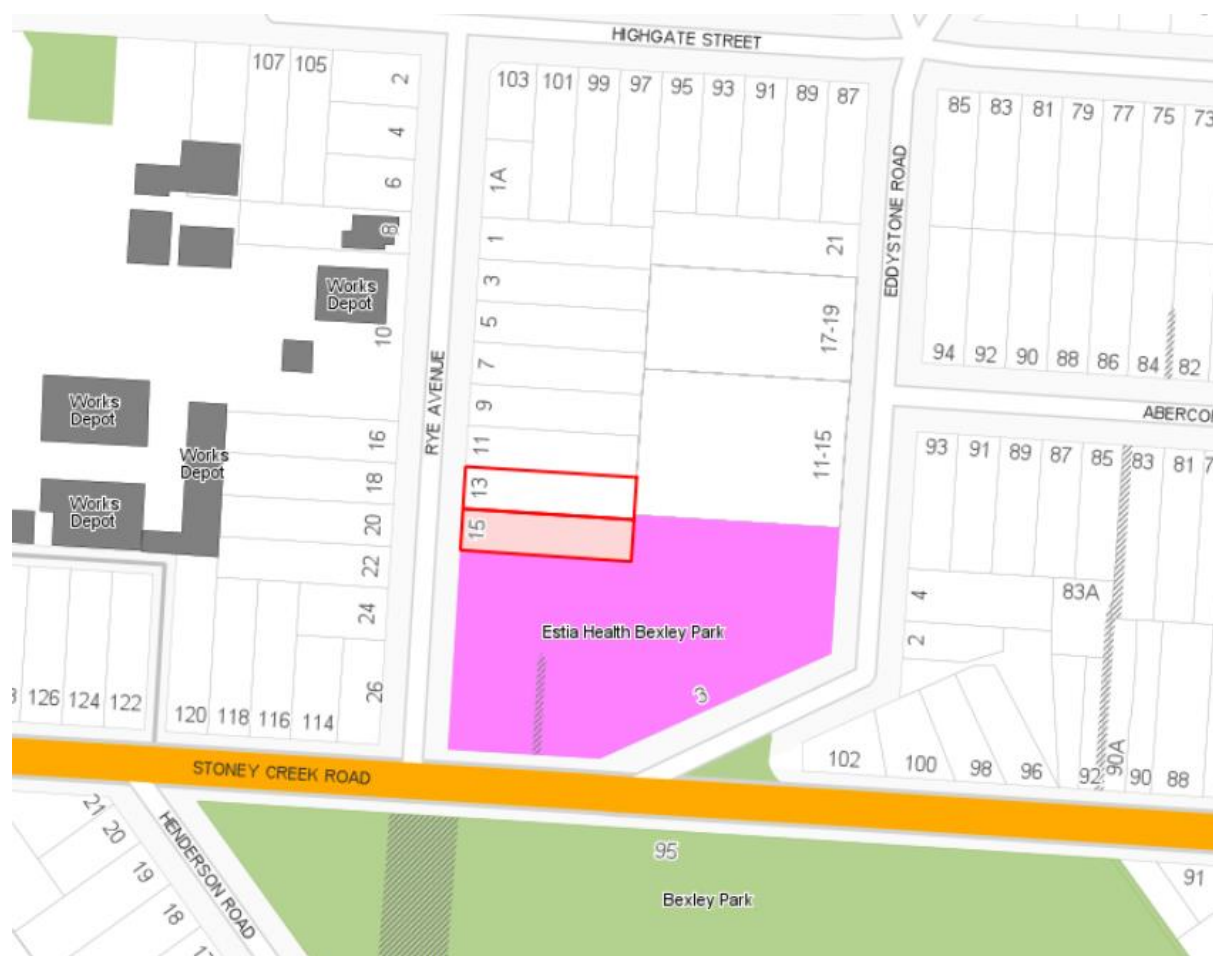 HIGHGATE STREET
107 105
2
4
6
8
Works
Depot
10
Works
Depot
Works
Depot
Works
Depot
16
18
20
22
24
26
126 124 122
120 118 116 114
RYE AVENUE
103 101 99 97 95 93 91 89 87
1A
1
3
5
7
9
11
13
15
21
17-19
11-15
Estia Health Bexley Park
3
EDDYSTONE ROAD
85 83 81 79 77 75 73
94 92 90 88 86 84 82
ABERCO
93 91 89 87 85 83 81 7
4
2
83A
102 100 98 96 92 90A 90 88
STONEY CREEK ROAD
HENDERSON ROAD
21
20
19
18
95
Bexley Park
91